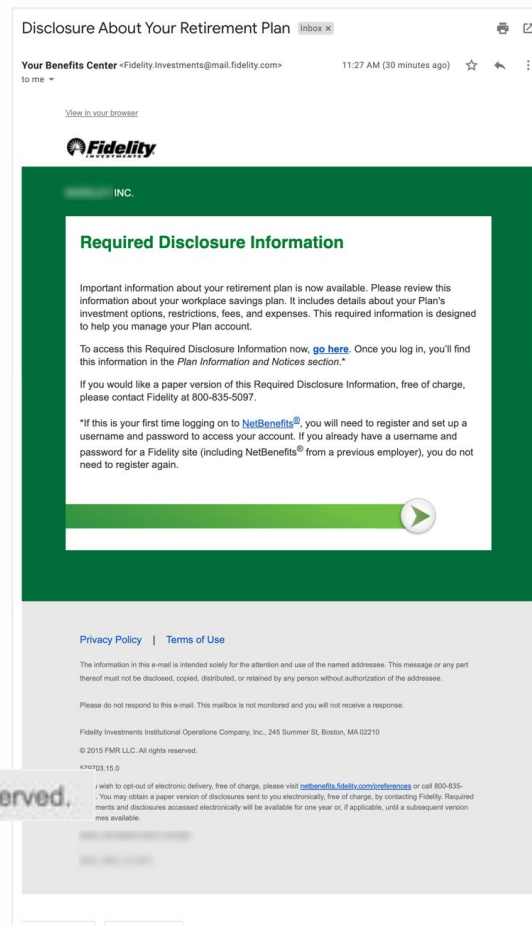 Disclosure About Your Retirement Plan Inbox x
Your Benefits Center <Fidelity.Investments@mail.fidelity.com> 11:27 AM (30 minutes ago)
to me
View in your browser
Fidelity
INVESTMENTS
INC.
Required Disclosure Information
Important information about your retirement plan is now available. Please review this
information about your workplace savings plan. It includes details about your Plan's
investment options, restrictions, fees, and expenses. This required information is designed
to help you manage your Plan account.
To access this Required Disclosure Information now, go here. Once you log in, you'll find
this information in the Plan Information and Notices section.*
If you would like a paper version of this Required Disclosure Information, free of charge,
please contact Fidelity at 800-835-5097.
*If this is your first time logging on to NetBenefits®, you will need to register and set up a
username and password to access your account. If you already have a username and
password for a Fidelity site (including NetBenefits® from a previous employer), you do not
need to register again.
Privacy Policy | Terms of Use
The information in this e-mail is intended solely for the attention and use of the named addressee. This message or any part
thereof must not be disclosed, copied, distributed, or retained by any person without authorization of the addressee.
Please do not respond to this e-mail. This mailbox is not monitored and you will not receive a response.
Fidelity Investments Institutional Operations Company, Inc., 245 Summer St, Boston, MA 02210
© 2015 FMR LLC. All rights reserved.
579703.15.0
erved.
wish to opt-out of electronic delivery, free of charge, please visit netbenefits.fidelity.com/preferences or call 800-835-
. You may obtain a paper version of disclosures sent to you electronically, free of charge, by contacting Fidelity. Required
ments and disclosures accessed electronically will be available for one year or, if applicable, until a subsequent version
mes available.